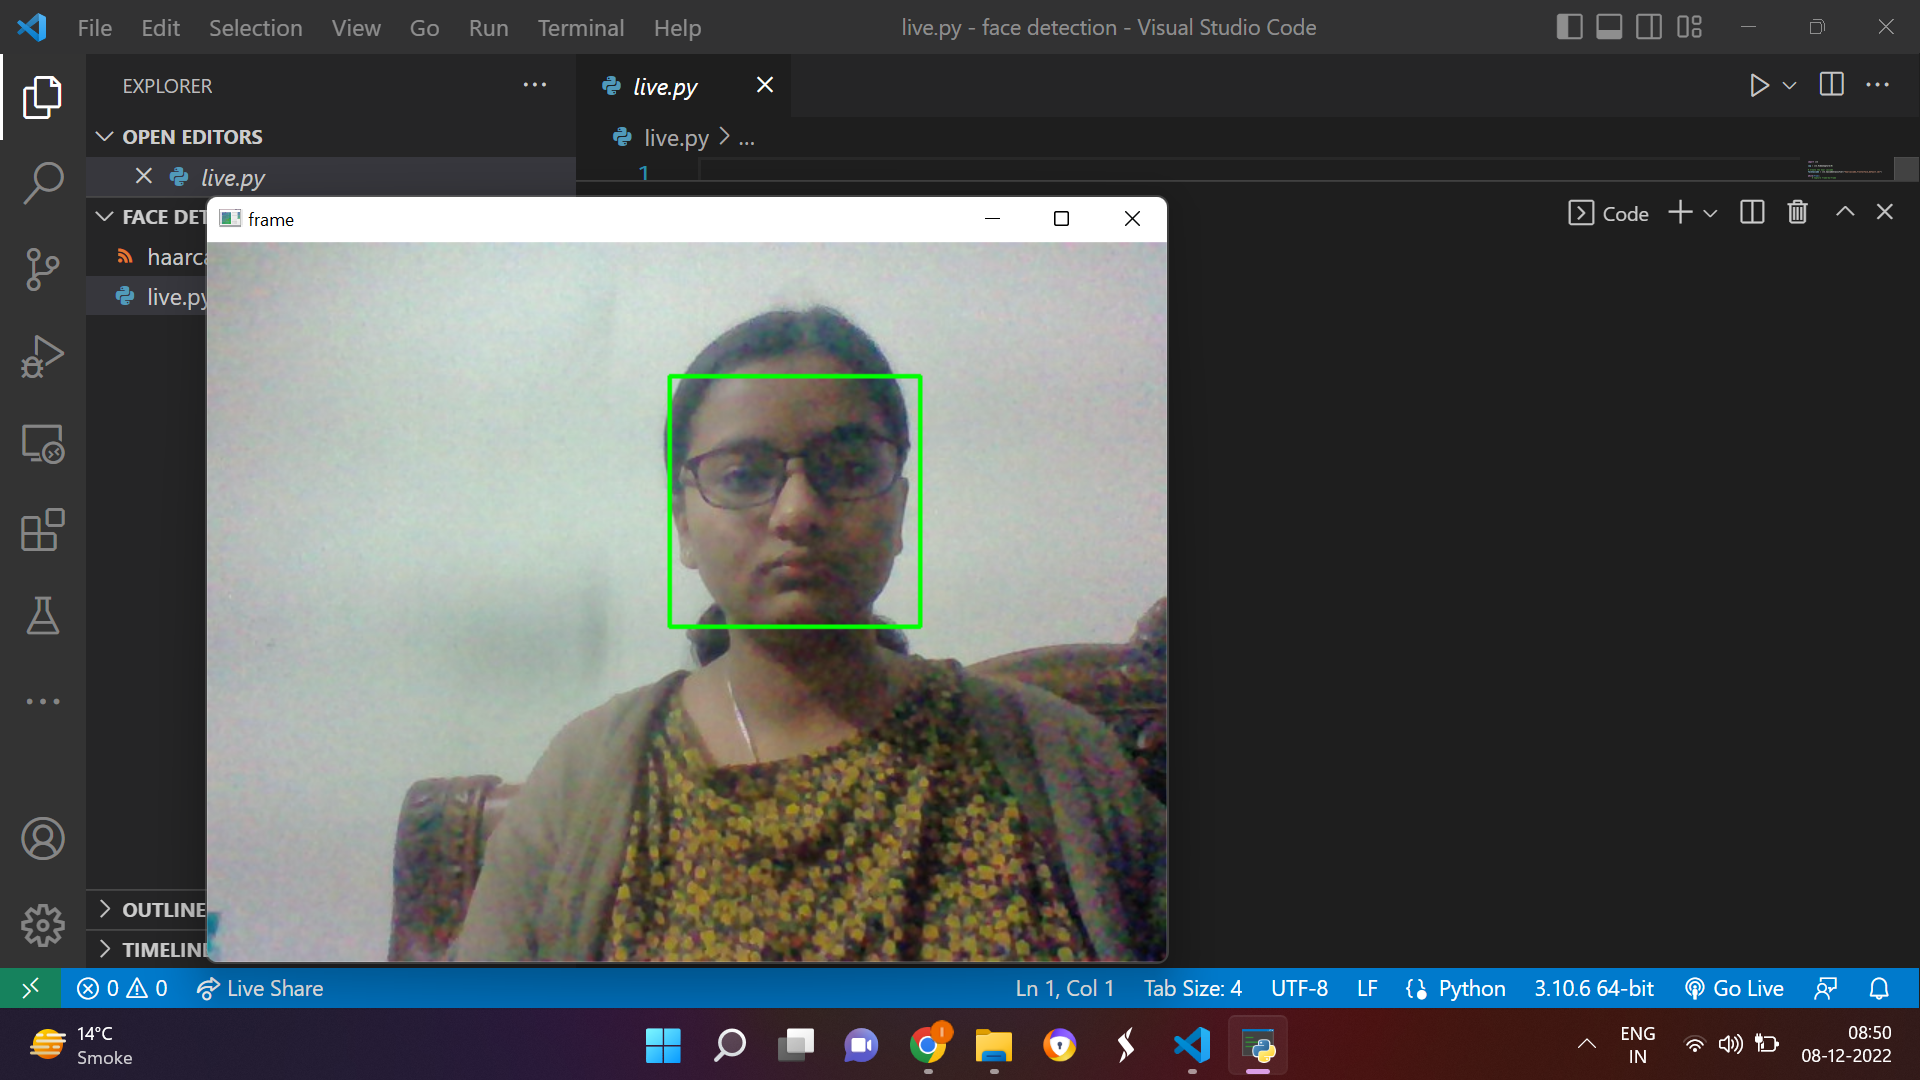 File Edit Selection View Go Run Terminal Help
live.py - face detection - Visual Studio Code
EXPLORER
OPEN EDITORS
live.py
FACE DET
haarca
live.py
OUTLINE
TIMELINE
live.py
live.py > ...
1
Code
frame
0 0 Live Share
Ln 1, Col 1 Tab Size: 4 UTF-8 LF Python 3.10.6 64-bit Go Live
14°C
Smoke
ENG
IN
08:50
08-12-2022